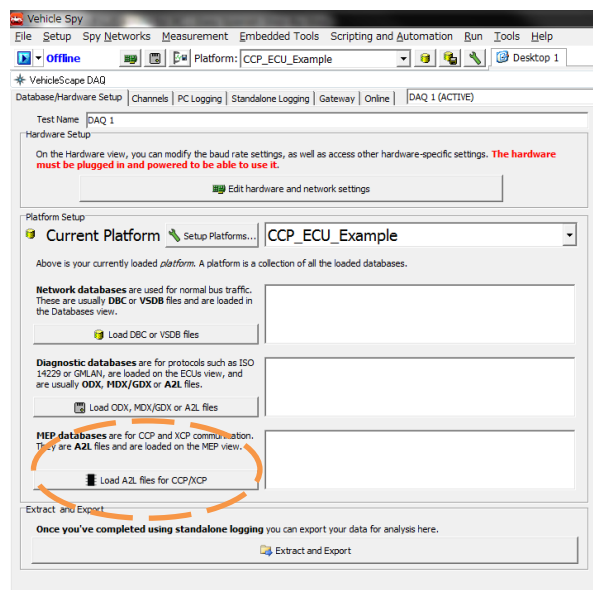 Vehicle Spy
File Setup Spy Networks Measurement Embedded Tools Scripting and Automation Run Tools Help
Offline Platform: CCP_ECU_Example Desktop 1
VehicleScape DAQ
Database/Hardware Setup Channels PC Logging Standalone Logging Gateway Online DAQ 1 (ACTIVE)
Test Name DAQ 1
Hardware Setup
On the Hardware view, you can modify the baud rate settings, as well as access other hardware-specific settings. The hardware
must be plugged in and powered to be able to use it.
Edit hardware and network settings
Platform Setup
Current Platform Setup Platforms... CCP_ECU_Example
Above is your currently loaded platform. A platform is a collection of all the loaded databases.
Network databases are used for normal bus traffic.
These are usually DBC or VSDB files and are loaded in
the Databases view.
Load DBC or VSDB files
Diagnostic databases are for protocols such as ISO
14229 or GMLAN, are loaded on the ECUs view, and
are usually ODX, MDX/GDX or A2L files.
Load ODX, MDX/GDX or A2L files
MEP databases are for CCP and XCP communication.
They are A2L files and are loaded on the MEP view.
Load A2L files for CCP/XCP
Extract and Export
Once you've completed using standalone logging you can export your data for analysis here.
Extract and Export